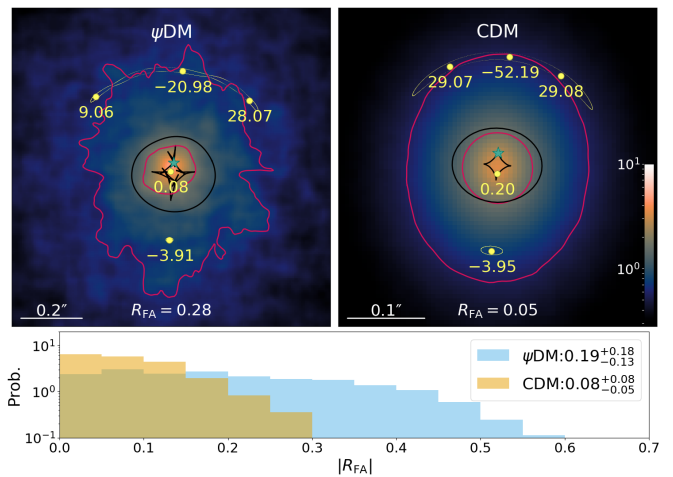 ψDM
−20.98
9.06
28.07
0.08
−3.91
0.2″
R_FA = 0.28
CDM
−52.19
29.07
29.08
0.20
−3.95
0.1″
R_FA = 0.05
10^1
10^0
Prob.
10^1
10^0
10^−1
ψDM:0.19^+0.18_−0.13
CDM:0.08^+0.08_−0.05
0.0 0.1 0.2 0.3 0.4 0.5 0.6 0.7
|R_FA|